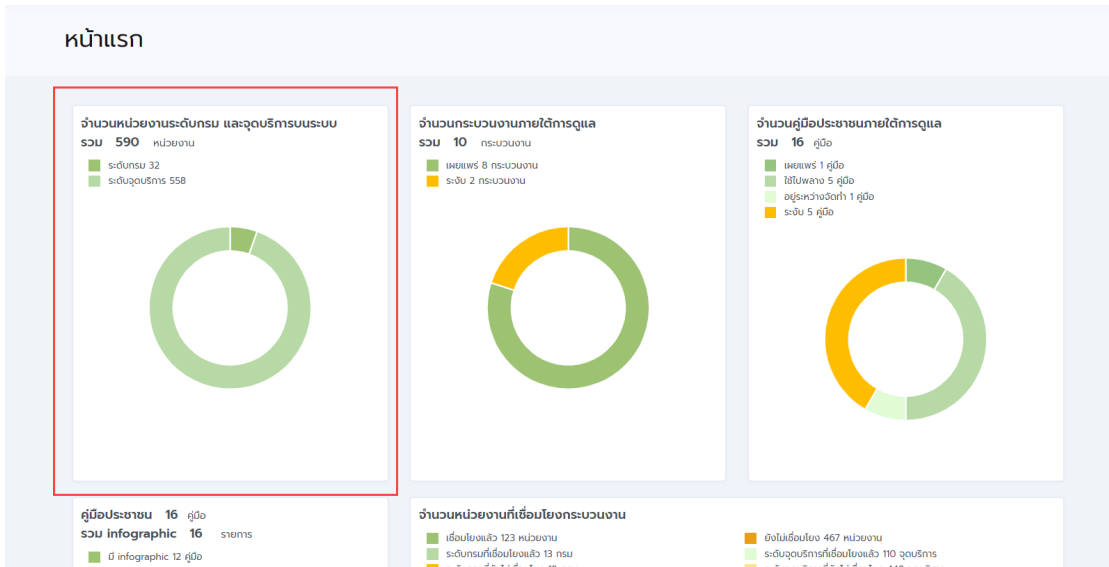 หน้าแรก
จำนวนหน่วยงานระดับกรม และจุดบริการบนระบบ
รวม 590 หน่วยงาน
ระดับกรม 32
ระดับจุดบริการ 558
จำนวนกระบวนงานภายใต้การดูแล
รวม 10 กระบวนงาน
เผยแพร่ 8 กระบวนงาน
ระงับ 2 กระบวนงาน
จำนวนคู่มือประชาชนภายใต้การดูแล
รวม 16 คู่มือ
เผยแพร่ 1 คู่มือ
ใช้ไปพลาง 5 คู่มือ
อยู่ระหว่างจัดทำ 1 คู่มือ
ระงับ 5 คู่มือ
คู่มือประชาชน 16 คู่มือ
รวม infographic 16 รายการ
มี infographic 12 คู่มือ
จำนวนหน่วยงานที่เชื่อมโยงกระบวนงาน
เชื่อมโยงแล้ว 123 หน่วยงาน
ระดับกรมที่เชื่อมโยงแล้ว 13 กรม
ยังไม่เชื่อมโยง 467 หน่วยงาน
ระดับจุดบริการที่เชื่อมโยงแล้ว 110 จุดบริการ